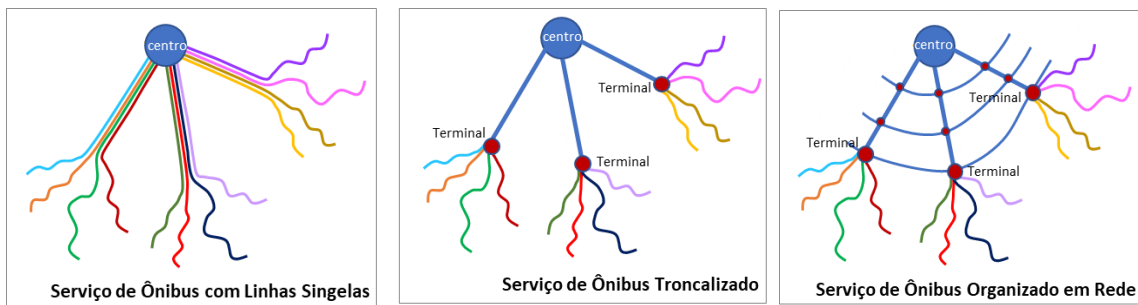 centro
Serviço de Ônibus com Linhas Singelas
centro
Terminal
Terminal
Terminal
Serviço de Ônibus Troncalizado
centro
Terminal
Terminal
Terminal
Serviço de Ônibus Organizado em Rede